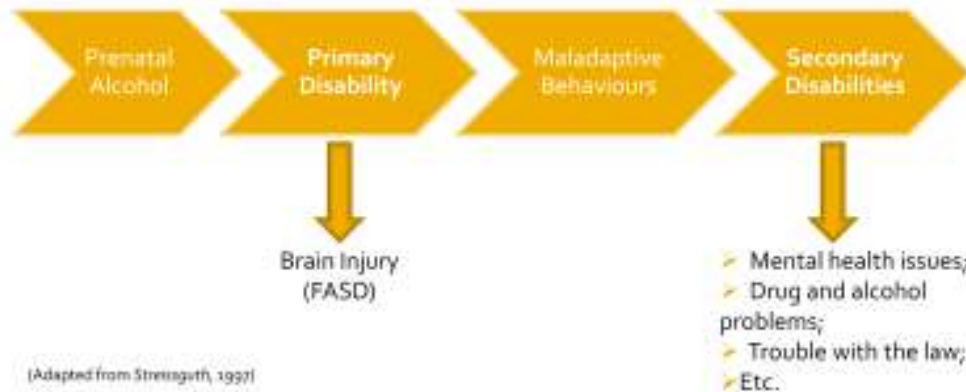 Prenatal
Alcohol
Primary
Disability
Maladaptive
Behaviours
Secondary
Disabilities
Brain Injury
(FASD)
➤ Mental health issues;
➤ Drug and alcohol
problems;
➤ Trouble with the law;
➤Etc.
(Adapted from Streissguth, 1997)